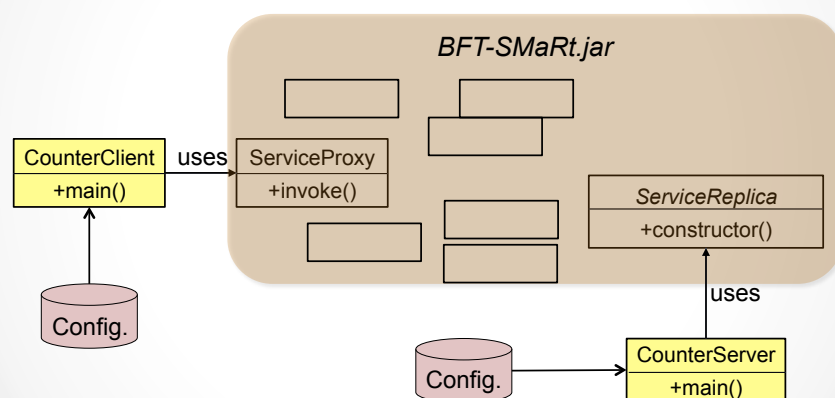 BFT-SMaRt.jar
CounterClient
+main()
uses
ServiceProxy
+invoke()
ServiceReplica
+constructor()
uses
Config.
Config.
CounterServer
+main()